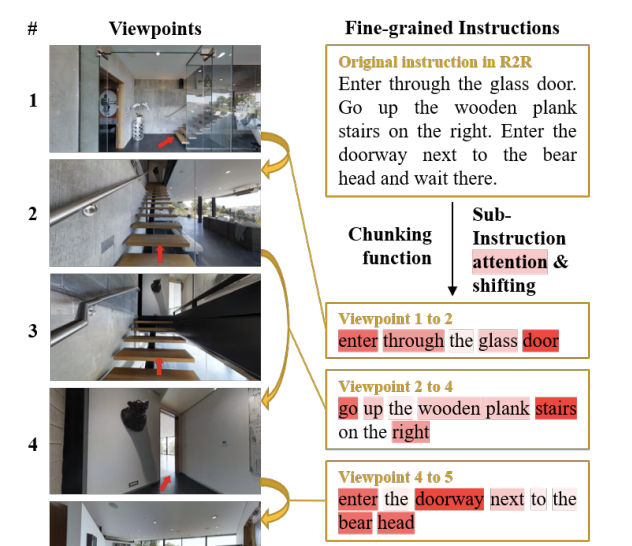 # Viewpoints Fine-grained Instructions
1
2
3
4
Original instruction in R2R
Enter through the glass door.
Go up the wooden plank
stairs on the right. Enter the
doorway next to the bear
head and wait there.
Chunking
function
Sub-
Instruction
attention &
shifting
Viewpoint 1 to 2
enter through the glass door
Viewpoint 2 to 4
go up the wooden plank stairs
on the right
Viewpoint 4 to 5
enter the doorway next to the
bear head